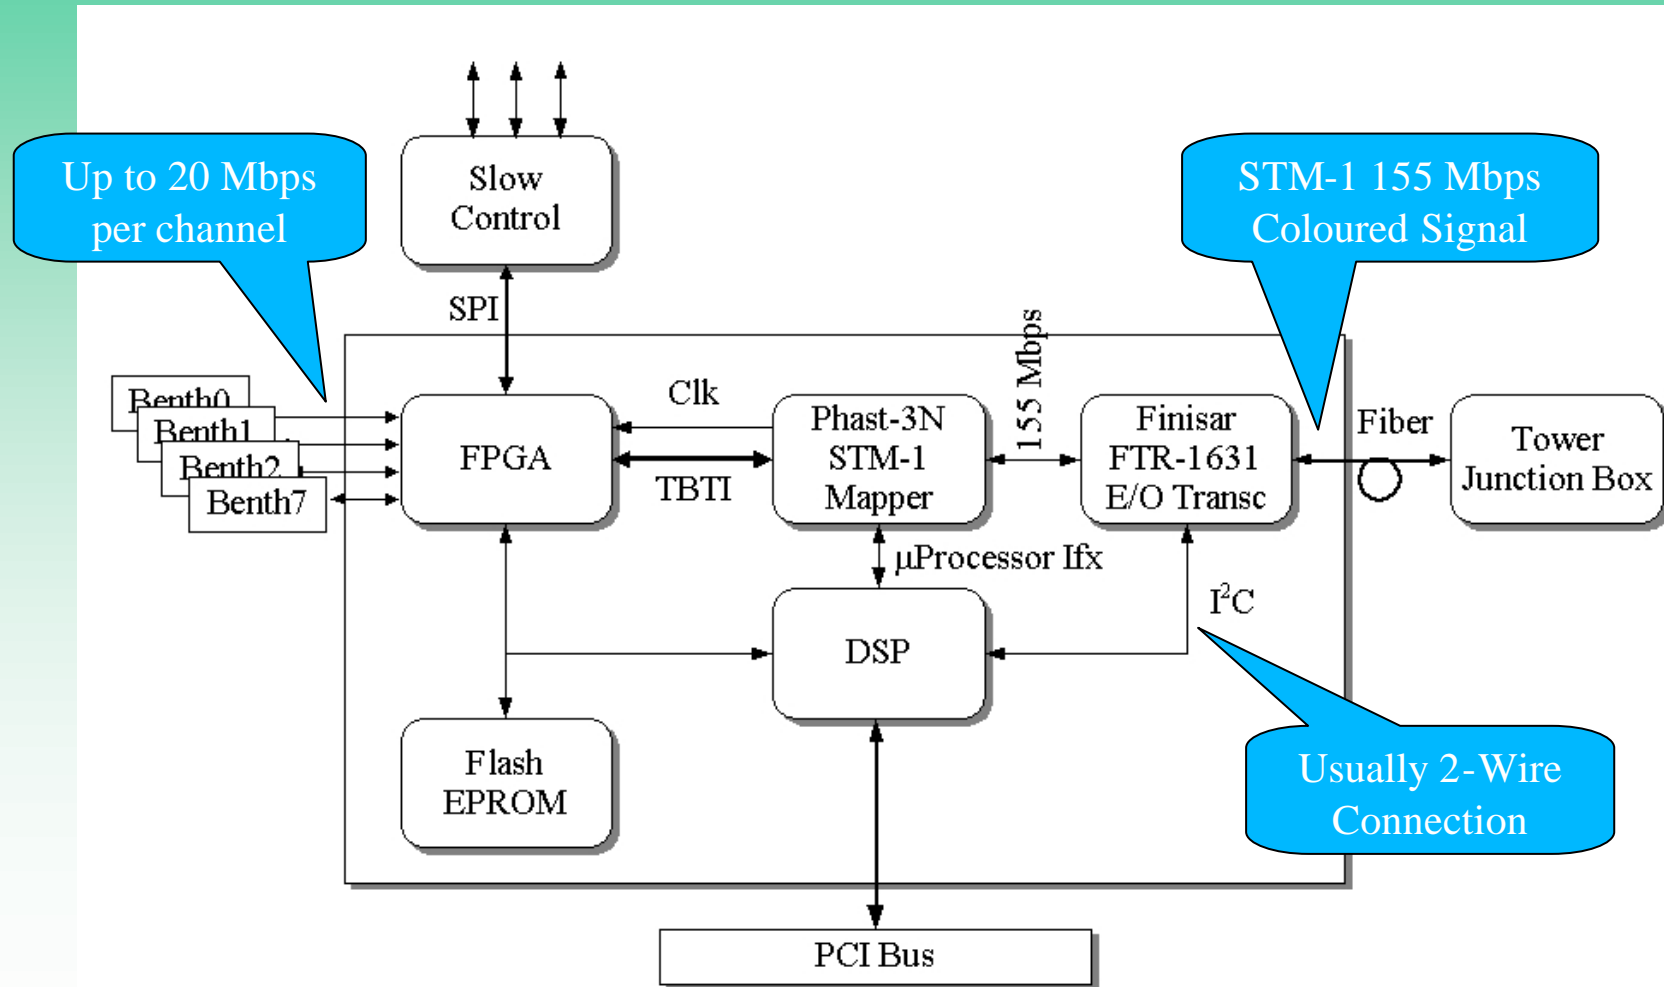 Up to 20 Mbps
per channel
Slow
Control
STM-1 155 Mbps
Coloured Signal
SPI
155 Mbps
Benth0
Benth1
Benth2
Benth7
FPGA
Clk
TBTI
Phast-3N
STM-1
Mapper
Finisar
FTR-1631
E/O Transc
Fiber
Tower
Junction Box
µProcessor Ifx
I²C
DSP
Flash
EPROM
Usually 2-Wire
Connection
PCI Bus